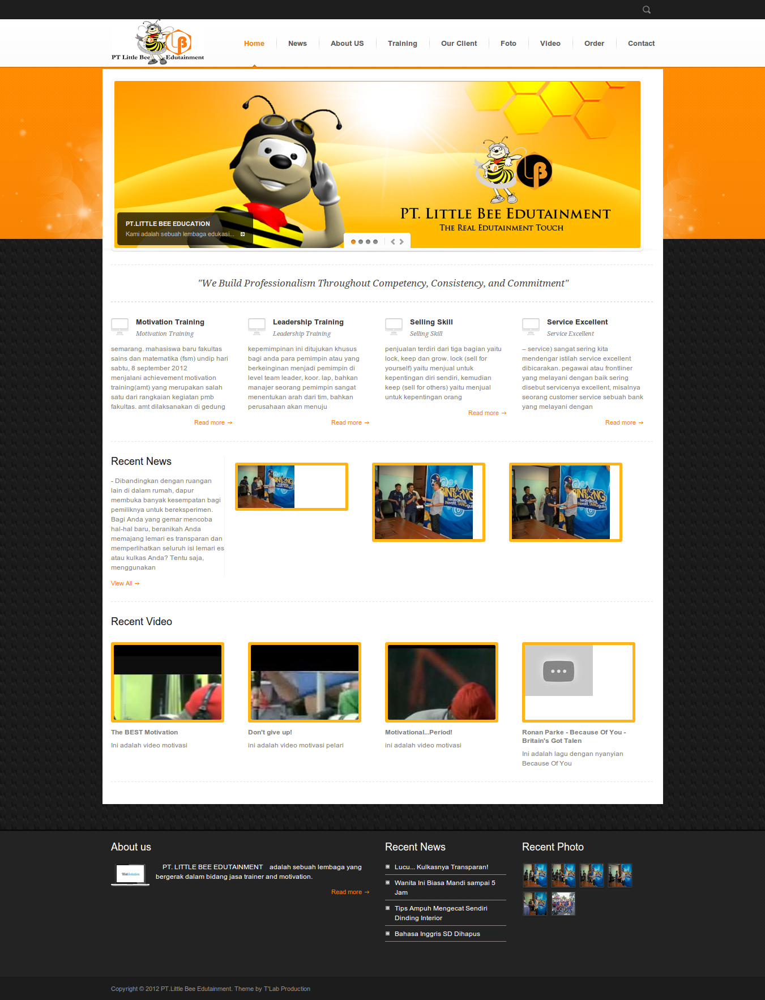 PT Little Bee Edutainment
Home
News
About US
Training
Our Client
Foto
Video
Order
Contact
PT. LITTLE BEE EDUTAINMENT
THE REAL EDUTAINMENT TOUCH
PT.LITTLE BEE EDUCATION
Kami adalah sebuah lembaga edukasi...
"We Build Professionalism Throughout Competency, Consistency, and Commitment"
Motivation Training
Motivation Training
semarang. mahasiswa baru fakultas
sains dan matematika (fsm) undip hari
sabtu, 8 september 2012
menjalani achievement motivation
training(amt) yang merupakan salah
satu dari rangkaian kegiatan pmb
fakultas. amt dilaksanakan di gedung
Read more
Leadership Training
Leadership Training
kepemimpinan ini ditujukan khusus
bagi anda para pemimpin atau yang
berkeinginan menjadi pemimpin di
level team leader, koor. lap, bahkan
manajer seorang pemimpin sangat
menentukan arah dari tim, bahkan
perusahaan akan menuju
Read more
Selling Skill
Selling Skill
penjualan terdiri dari tiga bagian yaitu
lock, keep dan grow. lock (sell for
yourself) yaitu menjual untuk
kepentingan diri sendiri, kemudian
keep (sell for others) yaitu menjual
untuk kepentingan orang
Read more
Service Excellent
Service Excellent
– service) sangat sering kita
mendengar istilah service excellent
dibicarakan. pegawai atau frontliner
yang melayani dengan baik sering
disebut servicenya excellent, misalnya
seorang customer service sebuah bank
yang melayani dengan
Read more
Recent News
- Dibandingkan dengan ruangan
lain di dalam rumah, dapur
membuka banyak kesempatan bagi
pemiliknya untuk bereksperimen.
Bagi Anda yang gemar mencoba
hal-hal baru, beranikah Anda
memajang lemari es transparan dan
memperlihatkan seluruh isi lemari es
atau kulkas Anda? Tentu saja,
menggunakan
View All
Recent Video
The BEST Motivation
Ini adalah video motivasi
Don't give up!
ini adalah video motivasi pelari
Motivational...Period!
ini adalah video motivasi
Ronan Parke - Because Of You -
Britain's Got Talen
Ini adalah lagu dengan nyanyian
Because Of You
About us
PT. LITTLE BEE EDUTAINMENT adalah sebuah lembaga yang
bergerak dalam bidang jasa trainer and motivation.
Read more
Recent News
Lucu... Kulkasnya Transparan!
Wanita Ini Biasa Mandi sampai 5
Jam
Tips Ampuh Mengecat Sendiri
Dinding Interior
Bahasa Inggris SD Dihapus
Recent Photo
Copyright © 2012 PT.Little Bee Edutainment. Theme by T'Lab Production